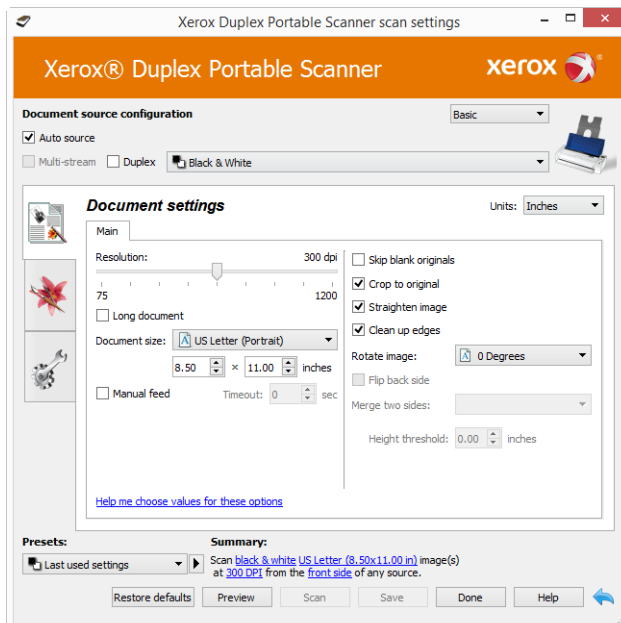 Xerox Duplex Portable Scanner scan settings
Xerox® Duplex Portable Scanner
xerox
Document source configuration
Basic
Auto source
Multi-stream
Duplex
Black & White
Document settings
Units: Inches
Main
Resolution: 300 dpi
75 1200
Long document
Document size: US Letter (Portrait)
8.50 × 11.00 inches
Manual feed Timeout: 0 sec
Skip blank originals
Crop to original
Straighten image
Clean up edges
Rotate image: 0 Degrees
Flip back side
Merge two sides:
Height threshold: 0.00 inches
Help me choose values for these options
Presets:
Last used settings
Summary:
Scan black & white US Letter (8.50x11.00 in) image(s)
at 300 DPI from the front side of any source.
Restore defaults Preview Scan Save Done Help